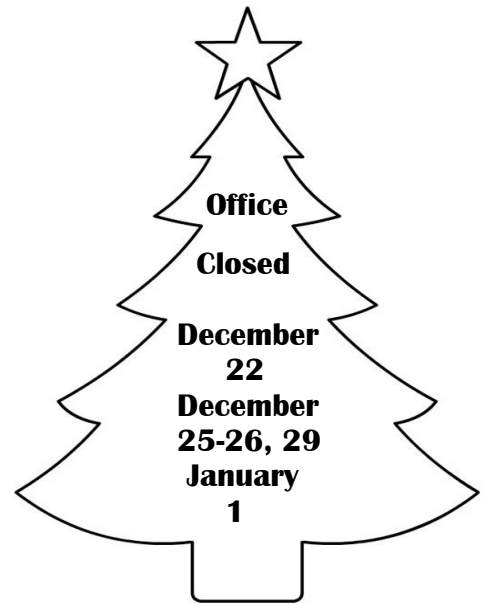 Office
Closed
December
22
December
25-26, 29
January
1